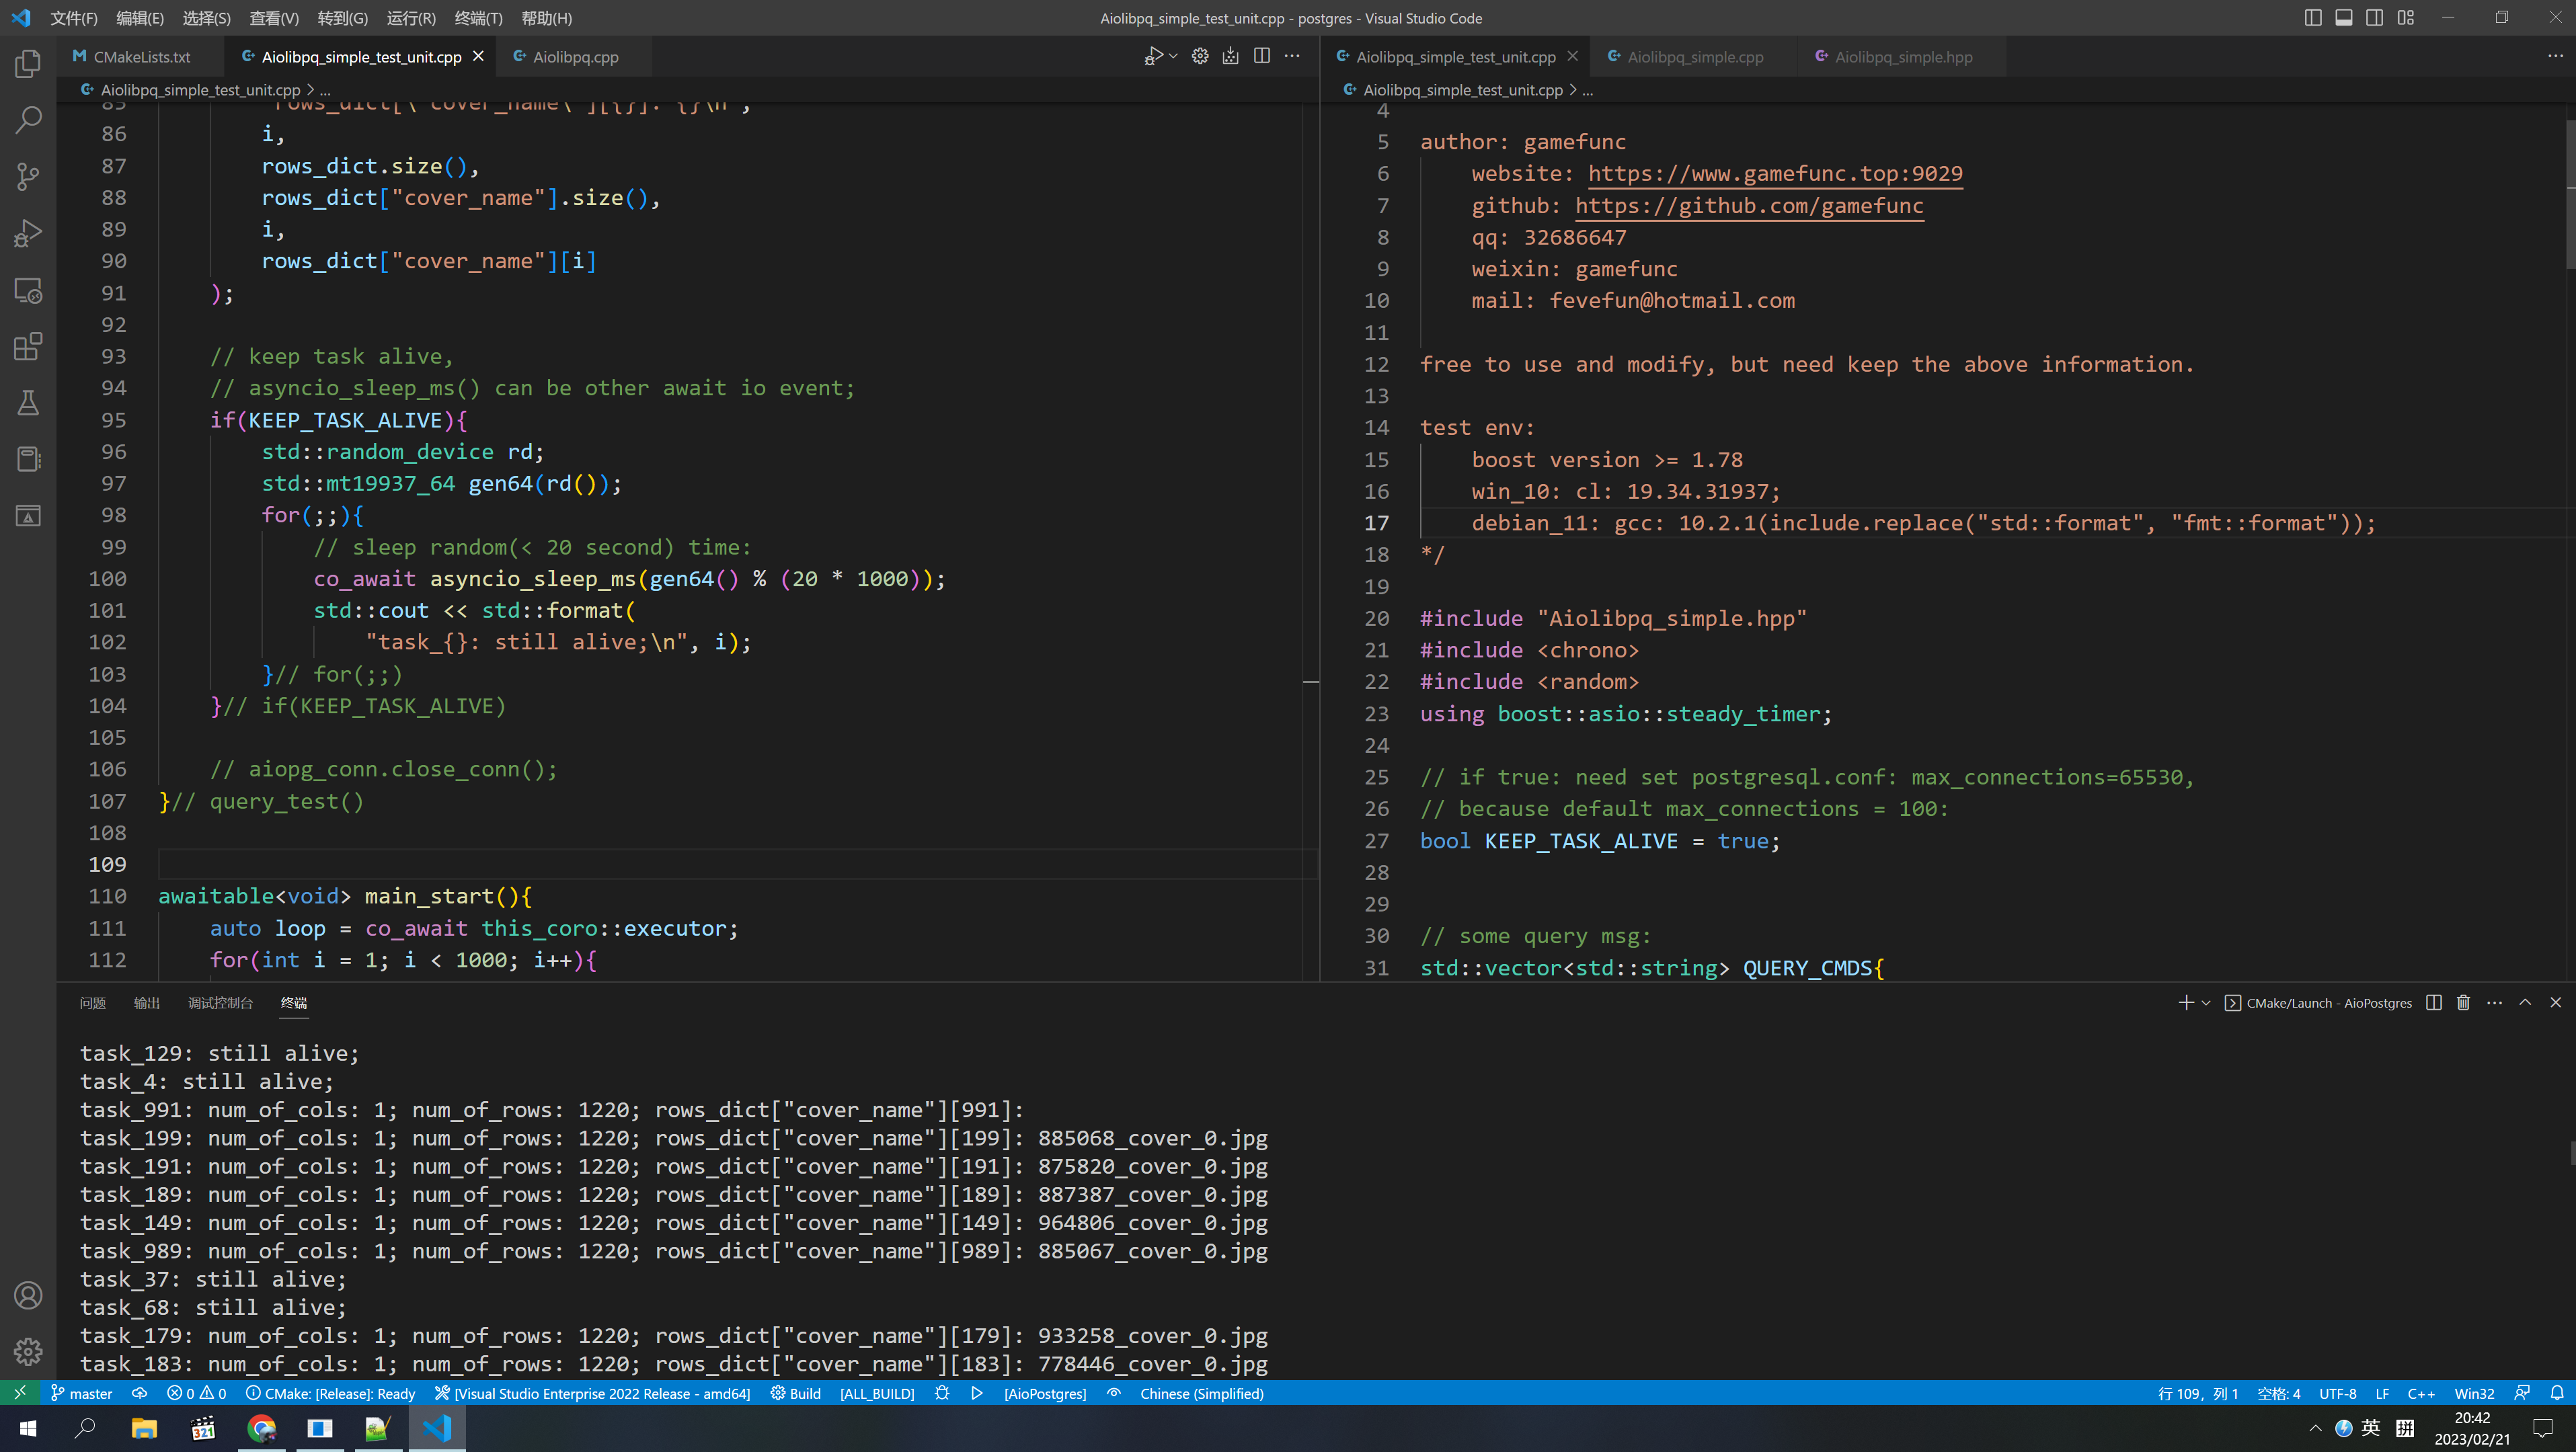 文件(F) 编辑(E) 选择(S) 查看(V) 转到(G) 运行(R) 终端(T) 帮助(H)
Aiolibpq_simple_test_unit.cpp - postgres - Visual Studio Code
CMakeLists.txt
Aiolibpq_simple_test_unit.cpp
Aiolibpq.cpp
Aiolibpq_simple_test_unit.cpp > ...
85 rows_dict[\"cover_name\"][{}]: {}\n",
86 i,
87 rows_dict.size(),
88 rows_dict["cover_name"].size(),
89 i,
90 rows_dict["cover_name"][i]
91 );
92
93 // keep task alive,
94 // asyncio_sleep_ms() can be other await io event;
95 if(KEEP_TASK_ALIVE){
96 std::random_device rd;
97 std::mt19937_64 gen64(rd());
98 for(;;){
99 // sleep random(< 20 second) time:
100 co_await asyncio_sleep_ms(gen64() % (20 * 1000));
101 std::cout << std::format(
102 "task_{}: still alive;\n", i);
103 }// for(;;)
104 }// if(KEEP_TASK_ALIVE)
105
106 // aiopg_conn.close_conn();
107 }// query_test()
108
109
110 awaitable<void> main_start(){
111 auto loop = co_await this_coro::executor;
112 for(int i = 1; i < 1000; i++){
Aiolibpq_simple_test_unit.cpp
Aiolibpq_simple.cpp
Aiolibpq_simple.hpp
Aiolibpq_simple_test_unit.cpp > ...
4
5 author: gamefunc
6 website: https://www.gamefunc.top:9029
7 github: https://github.com/gamefunc
8 qq: 32686647
9 weixin: gamefunc
10 mail: fevefun@hotmail.com
11
12 free to use and modify, but need keep the above information.
13
14 test env:
15 boost version >= 1.78
16 win_10: cl: 19.34.31937;
17 debian_11: gcc: 10.2.1(include.replace("std::format", "fmt::format"));
18 */
19
20 #include "Aiolibpq_simple.hpp"
21 #include <chrono>
22 #include <random>
23 using boost::asio::steady_timer;
24
25 // if true: need set postgresql.conf: max_connections=65530,
26 // because default max_connections = 100:
27 bool KEEP_TASK_ALIVE = true;
28
29
30 // some query msg:
31 std::vector<std::string> QUERY_CMDS{
问题 输出 调试控制台 终端
CMake/Launch - AioPostgres
task_129: still alive;
task_4: still alive;
task_991: num_of_cols: 1; num_of_rows: 1220; rows_dict["cover_name"][991]:
task_199: num_of_cols: 1; num_of_rows: 1220; rows_dict["cover_name"][199]: 885068_cover_0.jpg
task_191: num_of_cols: 1; num_of_rows: 1220; rows_dict["cover_name"][191]: 875820_cover_0.jpg
task_189: num_of_cols: 1; num_of_rows: 1220; rows_dict["cover_name"][189]: 887387_cover_0.jpg
task_149: num_of_cols: 1; num_of_rows: 1220; rows_dict["cover_name"][149]: 964806_cover_0.jpg
task_989: num_of_cols: 1; num_of_rows: 1220; rows_dict["cover_name"][989]: 885067_cover_0.jpg
task_37: still alive;
task_68: still alive;
task_179: num_of_cols: 1; num_of_rows: 1220; rows_dict["cover_name"][179]: 933258_cover_0.jpg
task_183: num_of_cols: 1; num_of_rows: 1220; rows_dict["cover_name"][183]: 778446_cover_0.jpg
master 0 0 CMake: [Release]: Ready [Visual Studio Enterprise 2022 Release - amd64] Build [ALL_BUILD] [AioPostgres] Chinese (Simplified)
行 109，列 1 空格: 4 UTF-8 LF C++ Win32
321
英 拼
20:42
2023/02/21